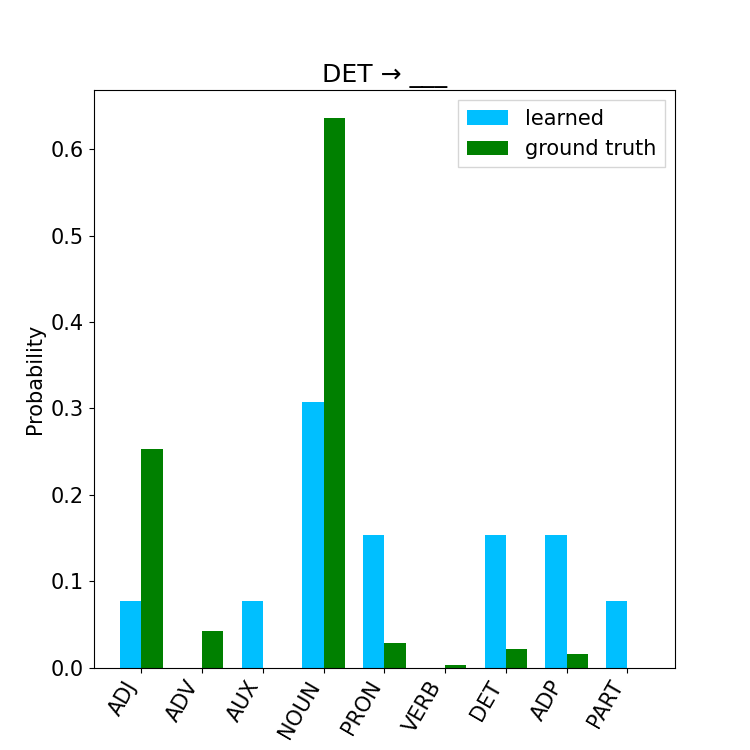 DET → ___
learned
ground truth
Probability
0.6
0.5
0.4
0.3
0.2
0.1
0.0
ADJ
ADV
AUX
NOUN
PRON
VERB
DET
ADP
PART